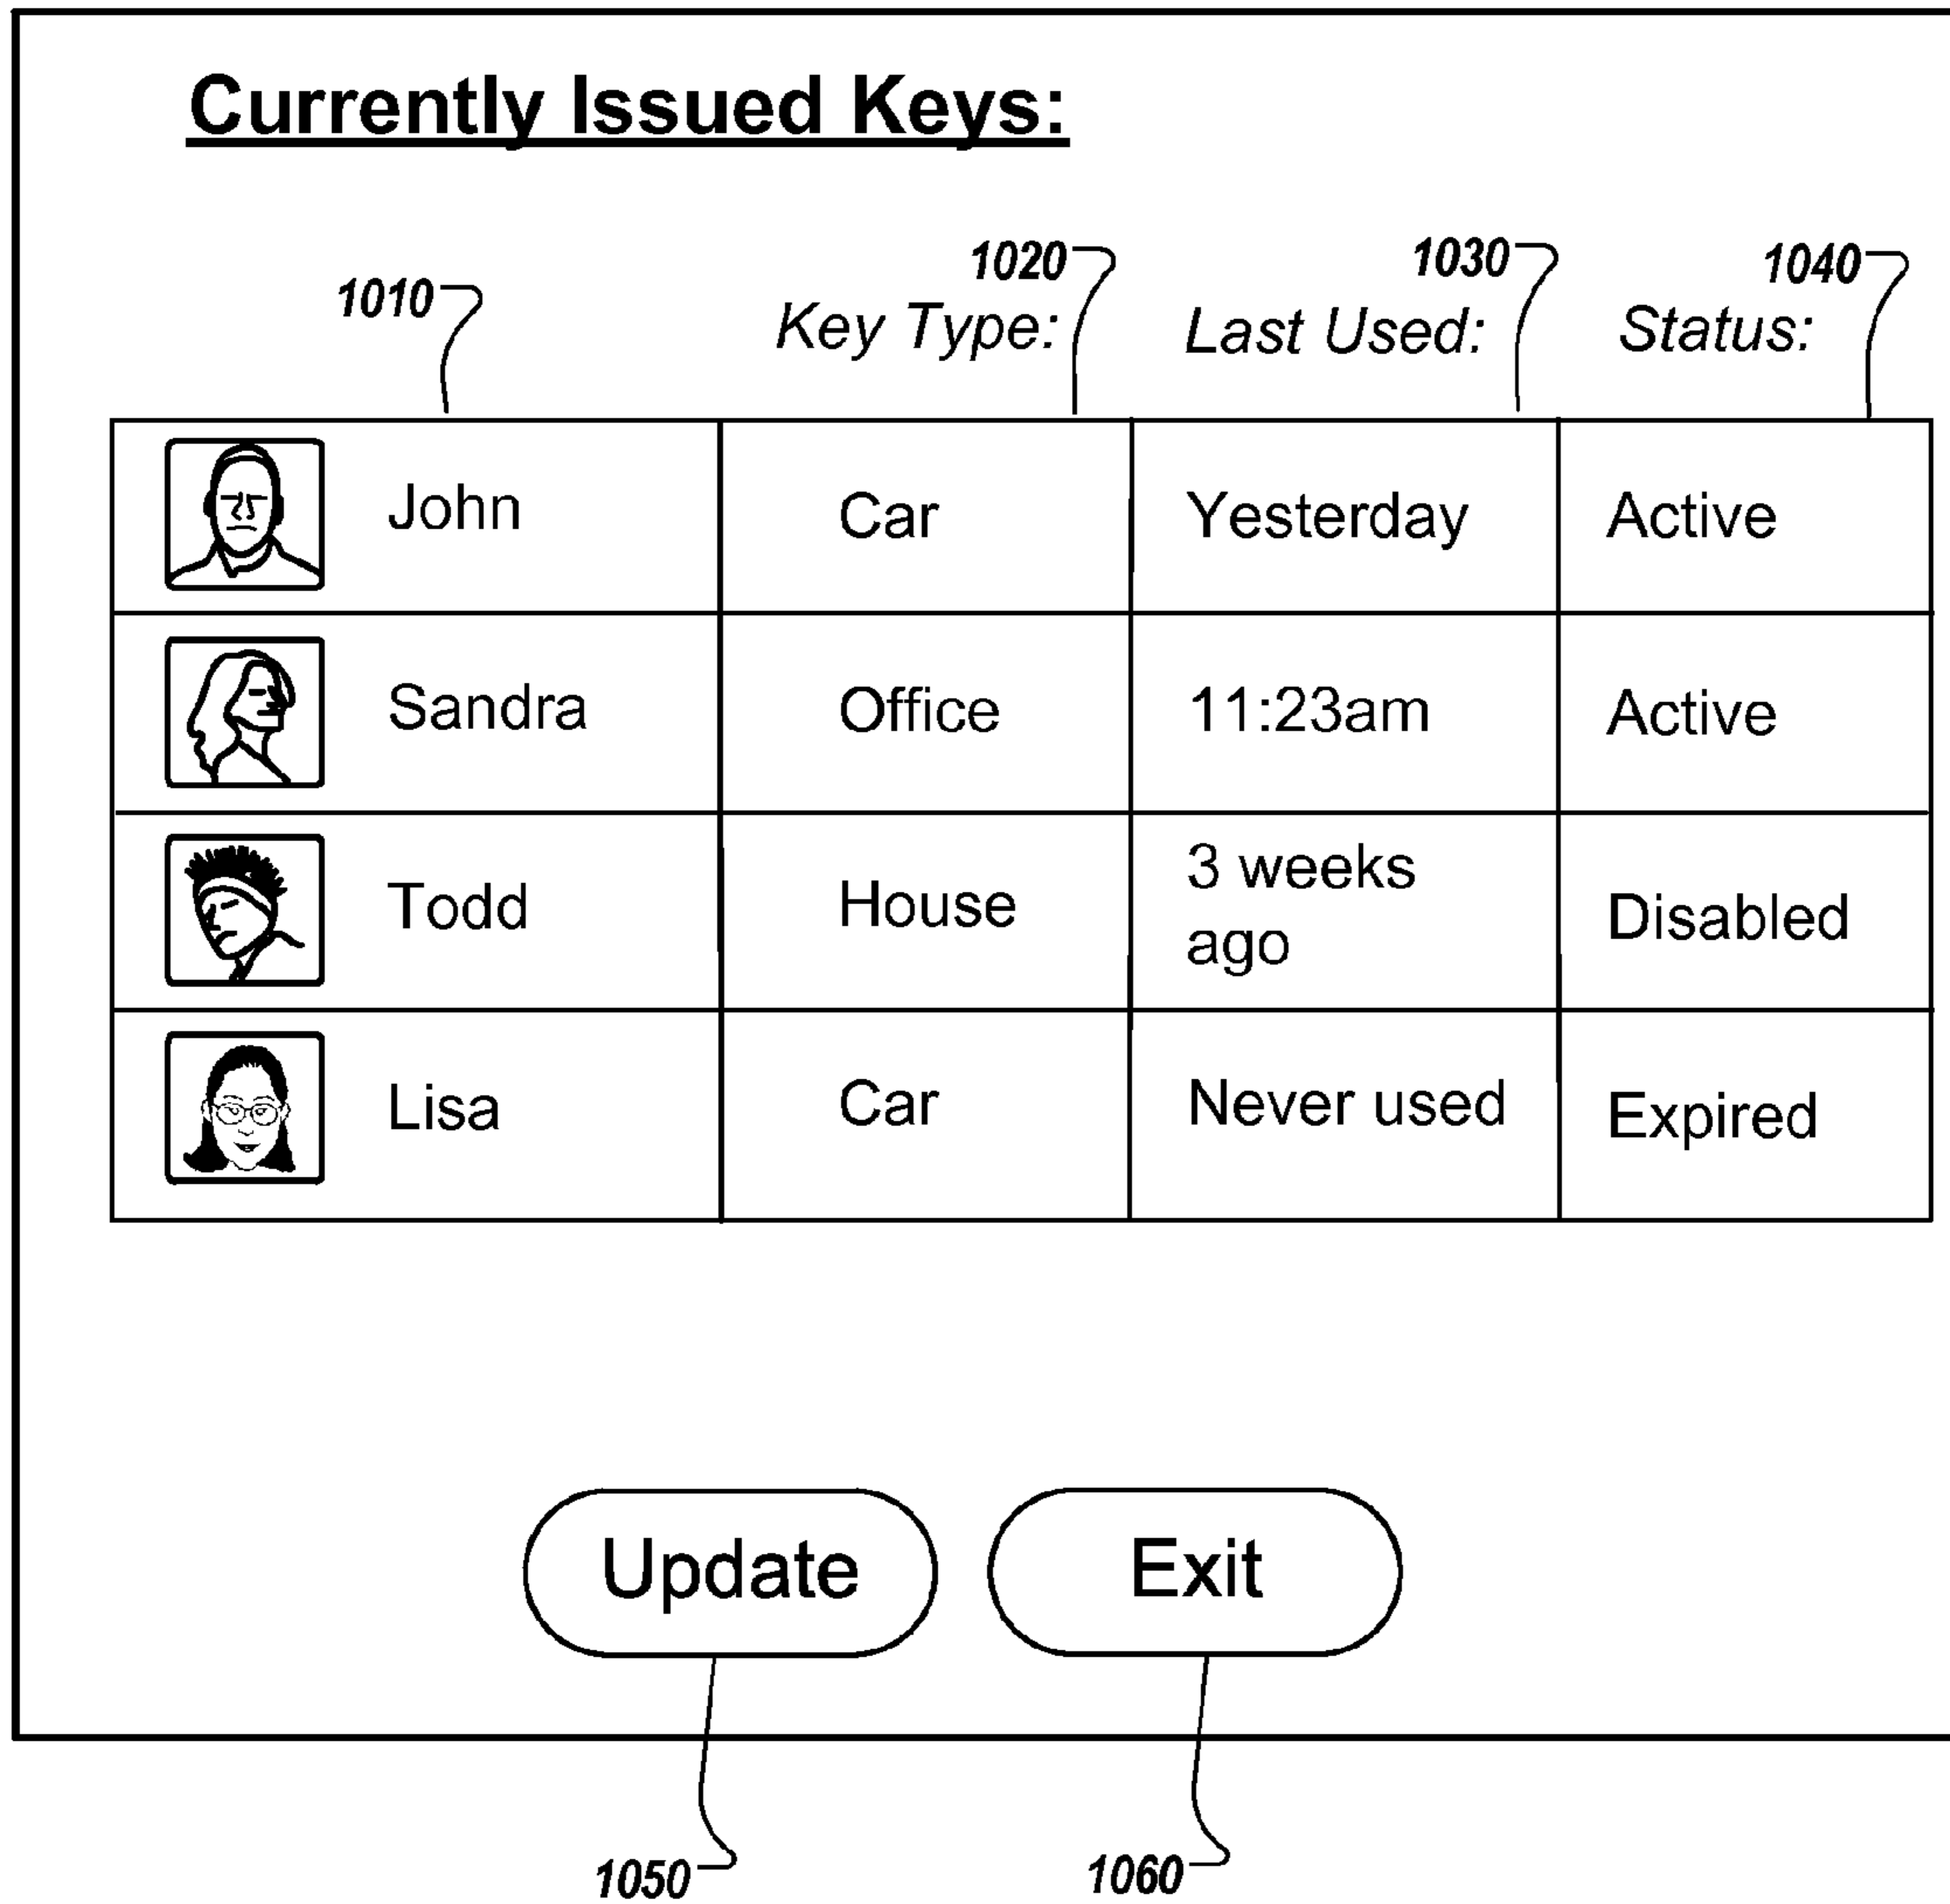 Currently Issued Keys:
1010 1020 1030 1040
Key Type: Last Used: Status:
John Car Yesterday Active
Sandra Office 11:23am Active
Todd House 3 weeks ago Disabled
Lisa Car Never used Expired
Update Exit
1050 1060